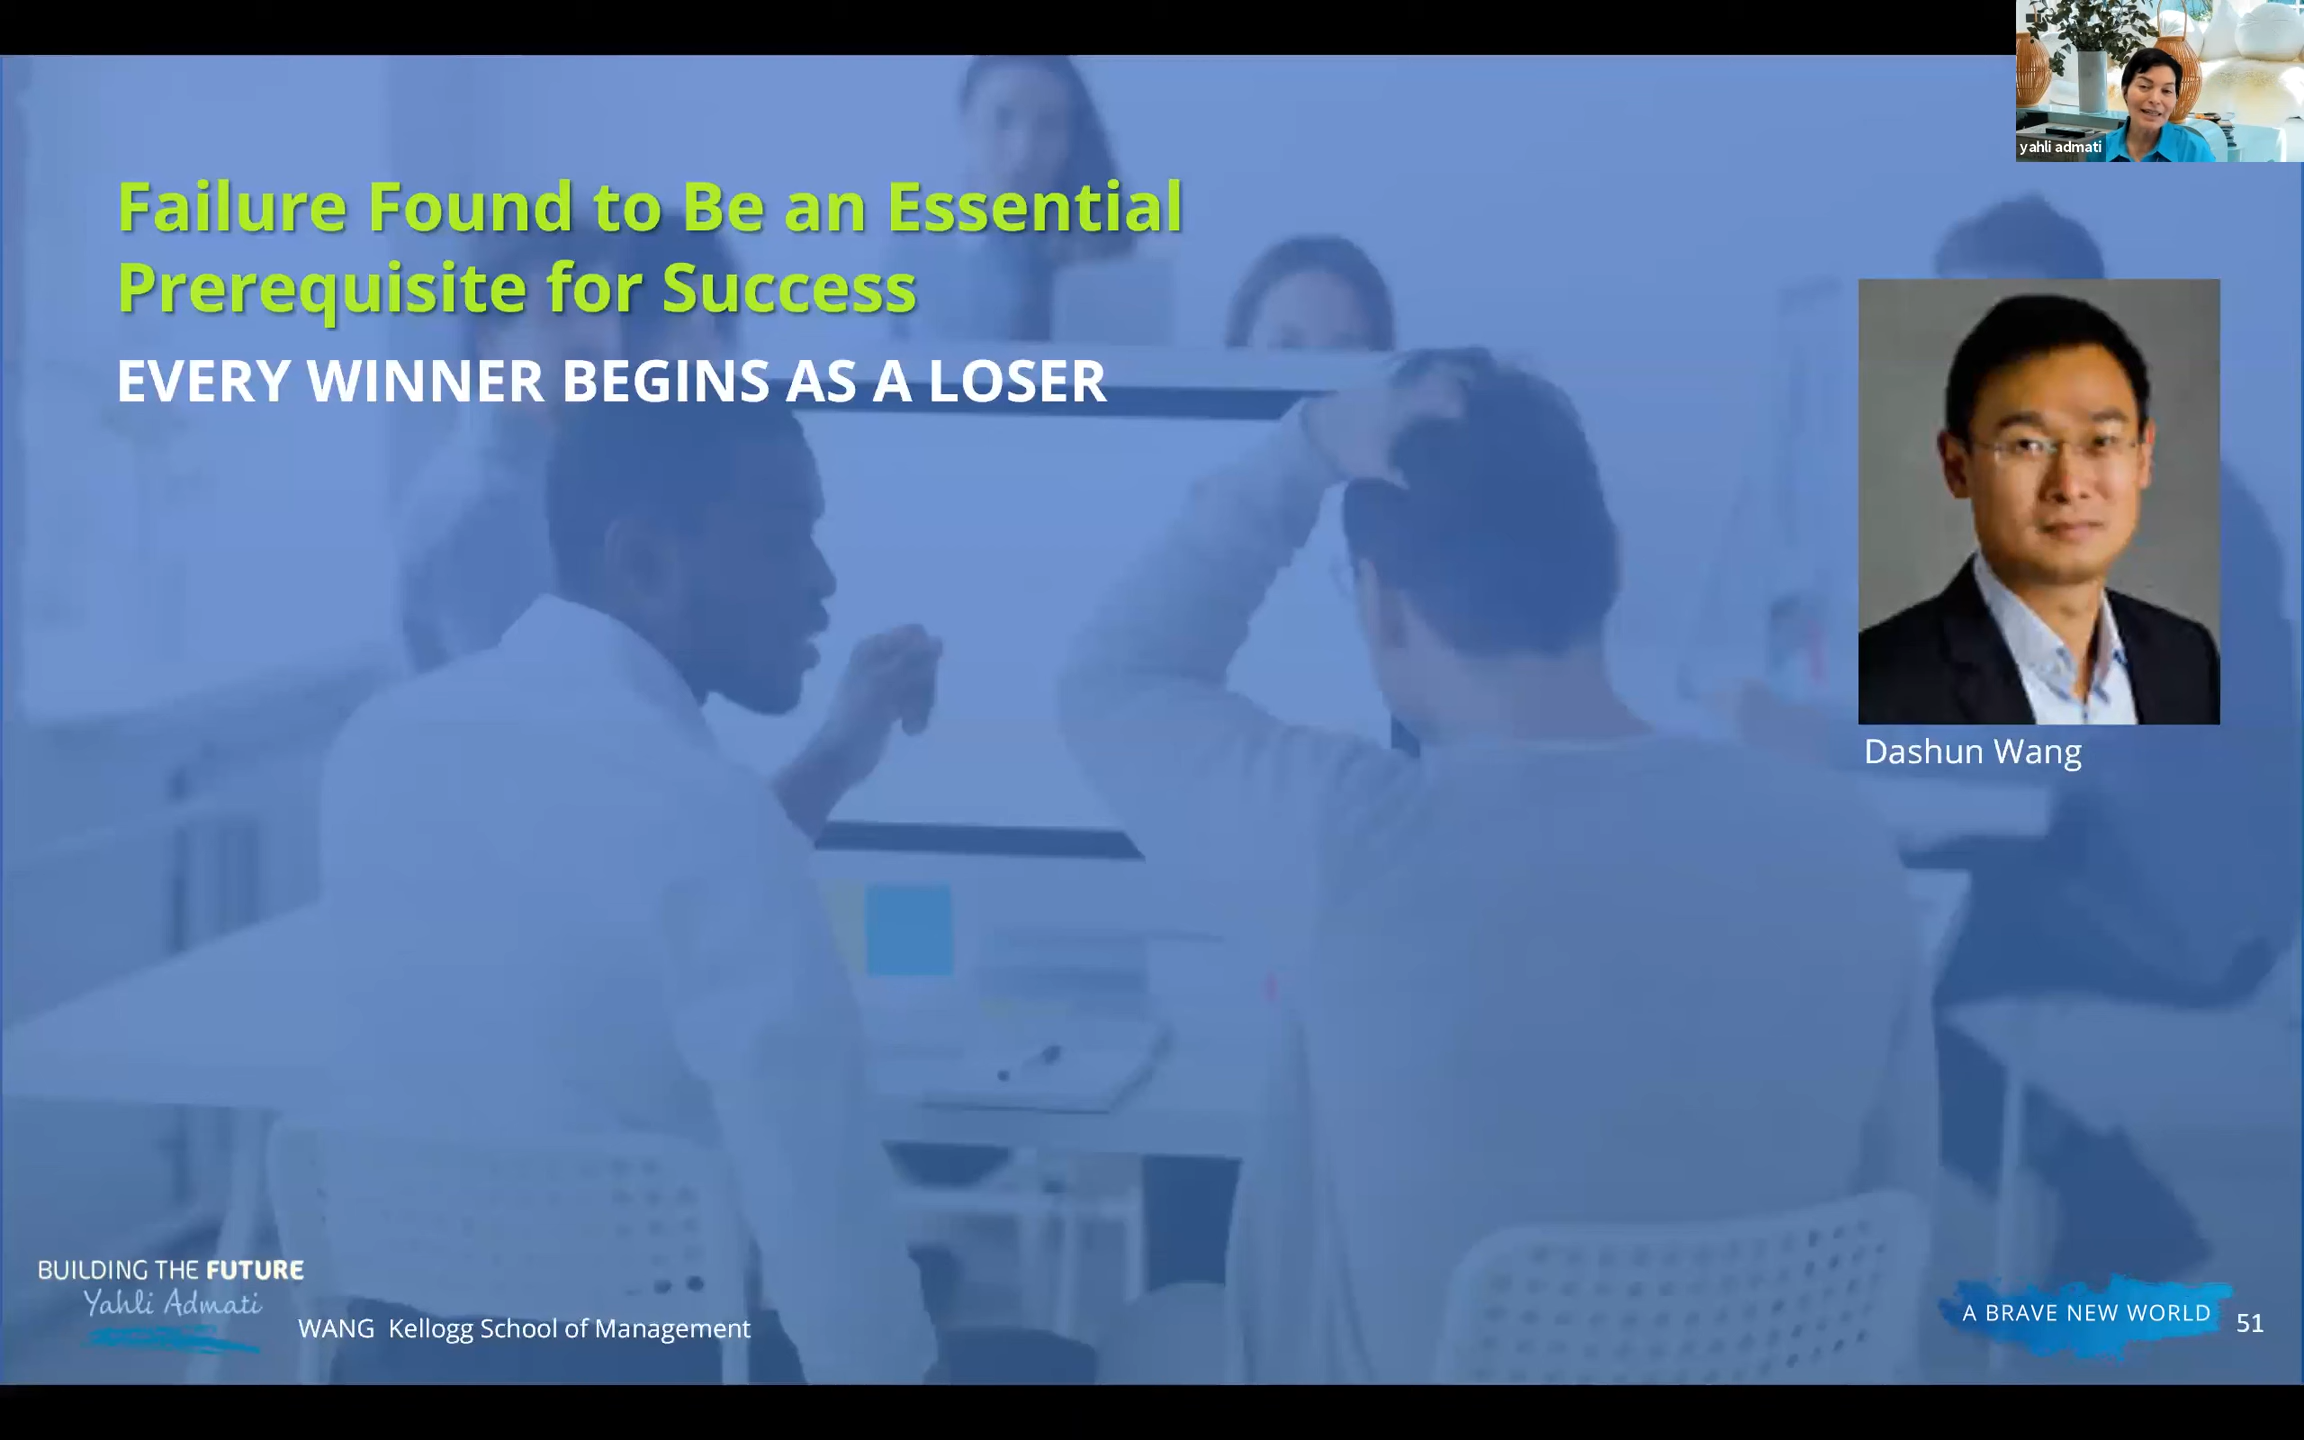 yahli admati
Failure Found to Be an Essential
Prerequisite for Success
EVERY WINNER BEGINS AS A LOSER
Dashun Wang
BUILDING THE FUTURE
Yahli Admati
WANG Kellogg School of Management
A BRAVE NEW WORLD
51